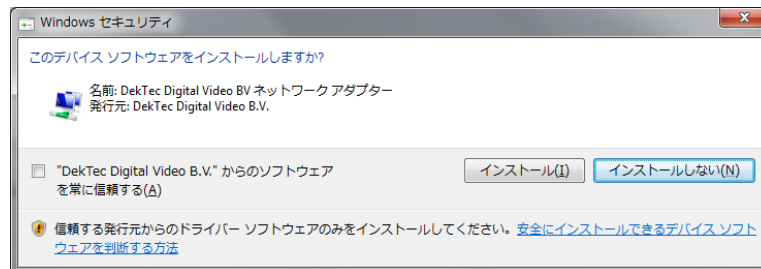 Windows セキュリティ
このデバイス ソフトウェアをインストールしますか?
名前: DekTec Digital Video BV ネットワーク アダプター
発行元: DekTec Digital Video B.V.
"DekTec Digital Video B.V." からのソフトウェア
を常に信頼する(A)
インストール(I)
インストールしない(N)
信頼する発行元からのドライバー ソフトウェアのみをインストールしてください。安全にインストールできるデバイス ソフト
ウェアを判断する方法